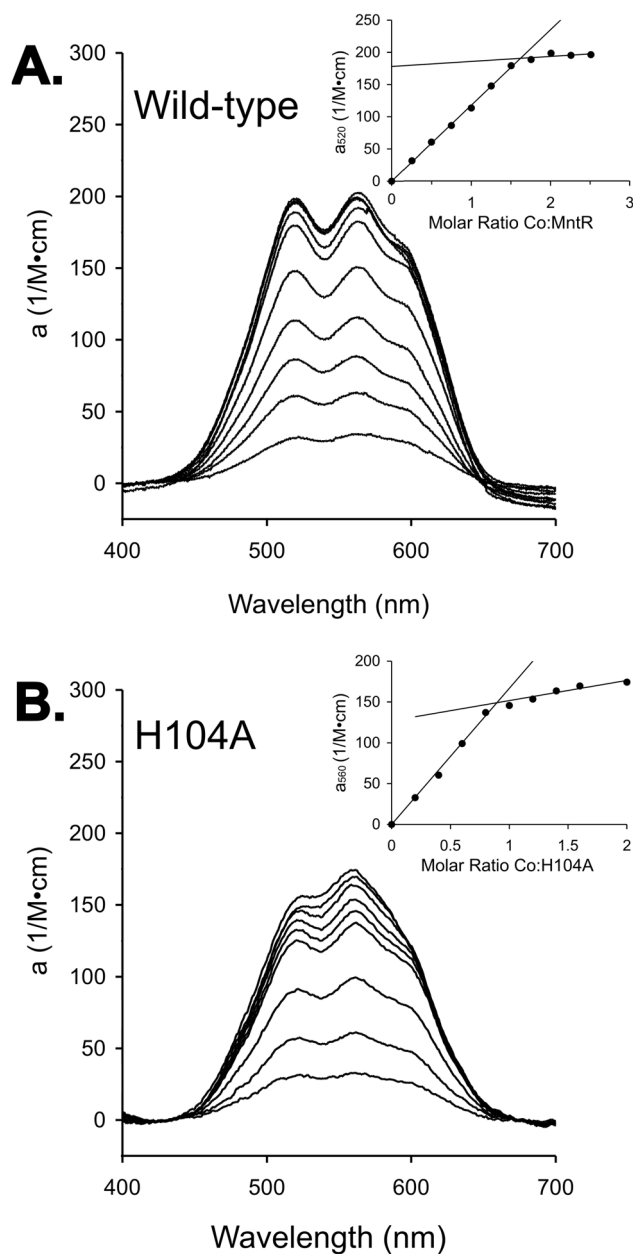 A.
Wild-type
300
250
200
150
100
50
0
a (1/M•cm)
400 500 600 700
Wavelength (nm)
250
200
150
100
50
0
a520 (1/M•cm)
0 1 2 3
Molar Ratio Co:MntR
B.
H104A
300
250
200
150
100
50
0
a (1/M•cm)
400 500 600 700
Wavelength (nm)
200
150
100
50
0
a560 (1/M•cm)
0 0.5 1 1.5 2
Molar Ratio Co:H104A